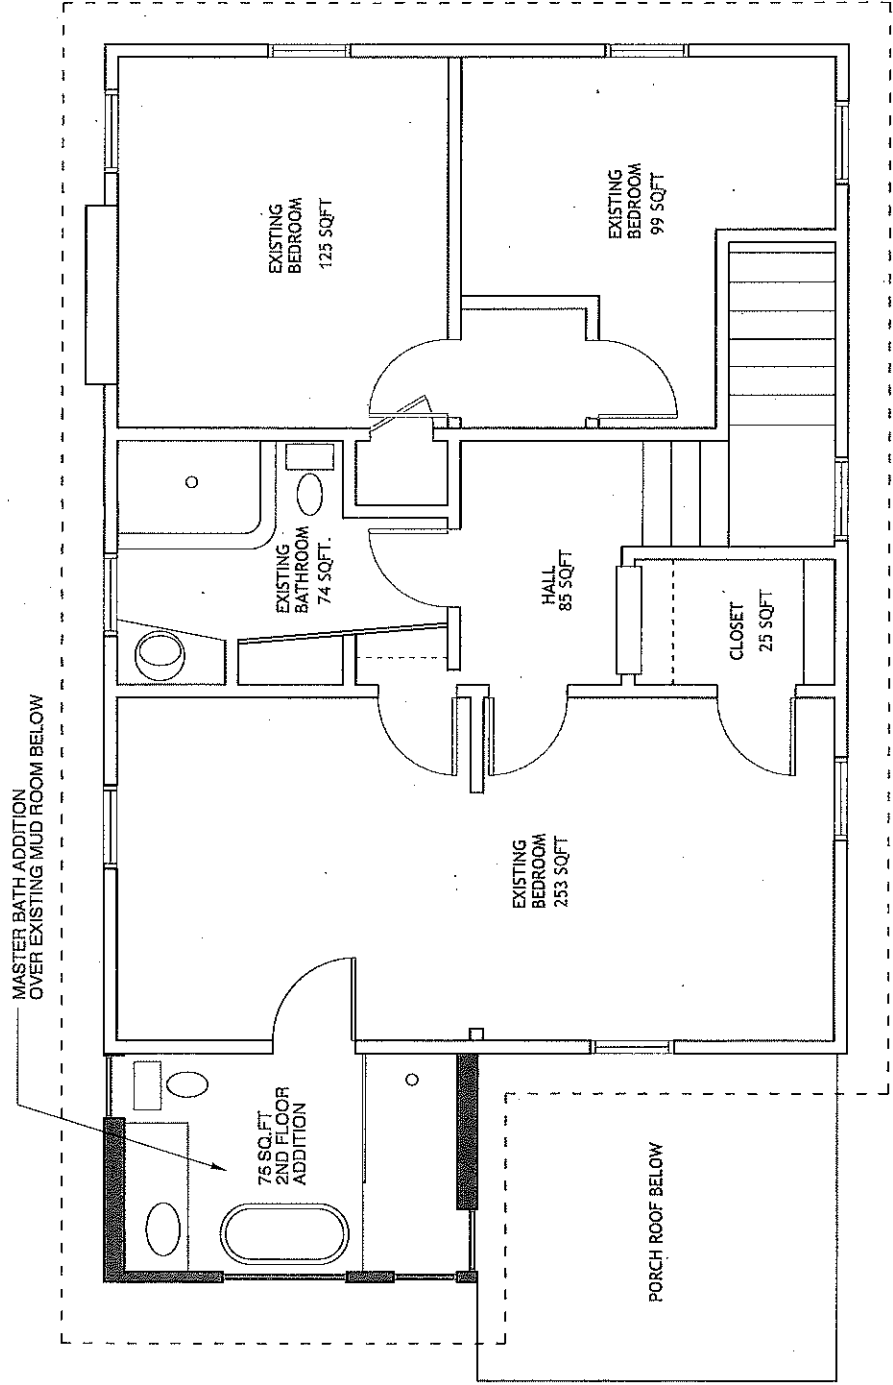 MASTER BATH ADDITION
OVER EXISTING MUD ROOM BELOW
EXISTING
BEDROOM
125 SQFT
EXISTING
BEDROOM
99 SQFT
EXISTING
BATHROOM
74 SQFT.
HALL
85 SQFT
CLOSET
25 SQFT
EXISTING
BEDROOM
253 SQFT
75 SQ.FT
2ND FLOOR
ADDITION
PORCH ROOF BELOW